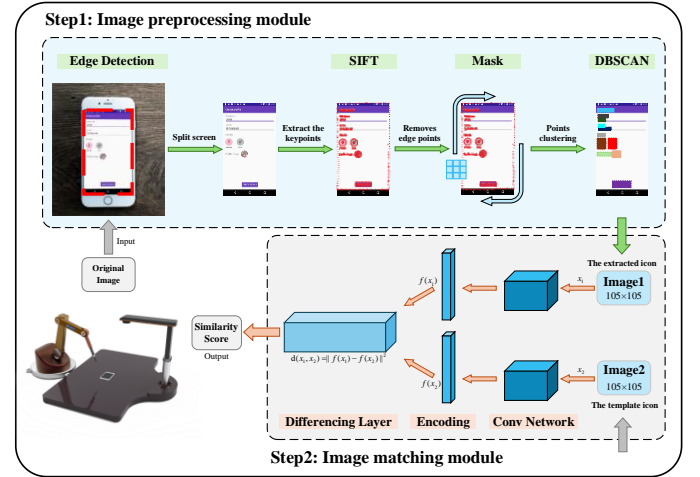 Step1: Image preprocessing module
Edge Detection
SIFT
Mask
DBSCAN
Split screen
Extract the
keypoints
Removes
edge points
Points
clustering
Input
Original
Image
The extracted icon
Image1
105×105
x₁
f(x₁)
Similarity
Score
Output
d(x₁, x₂) =|| f(x₁) − f(x₂) ||²
f(x₂)
x₂
Image2
105×105
The template icon
Differencing Layer
Encoding
Conv Network
Step2: Image matching module